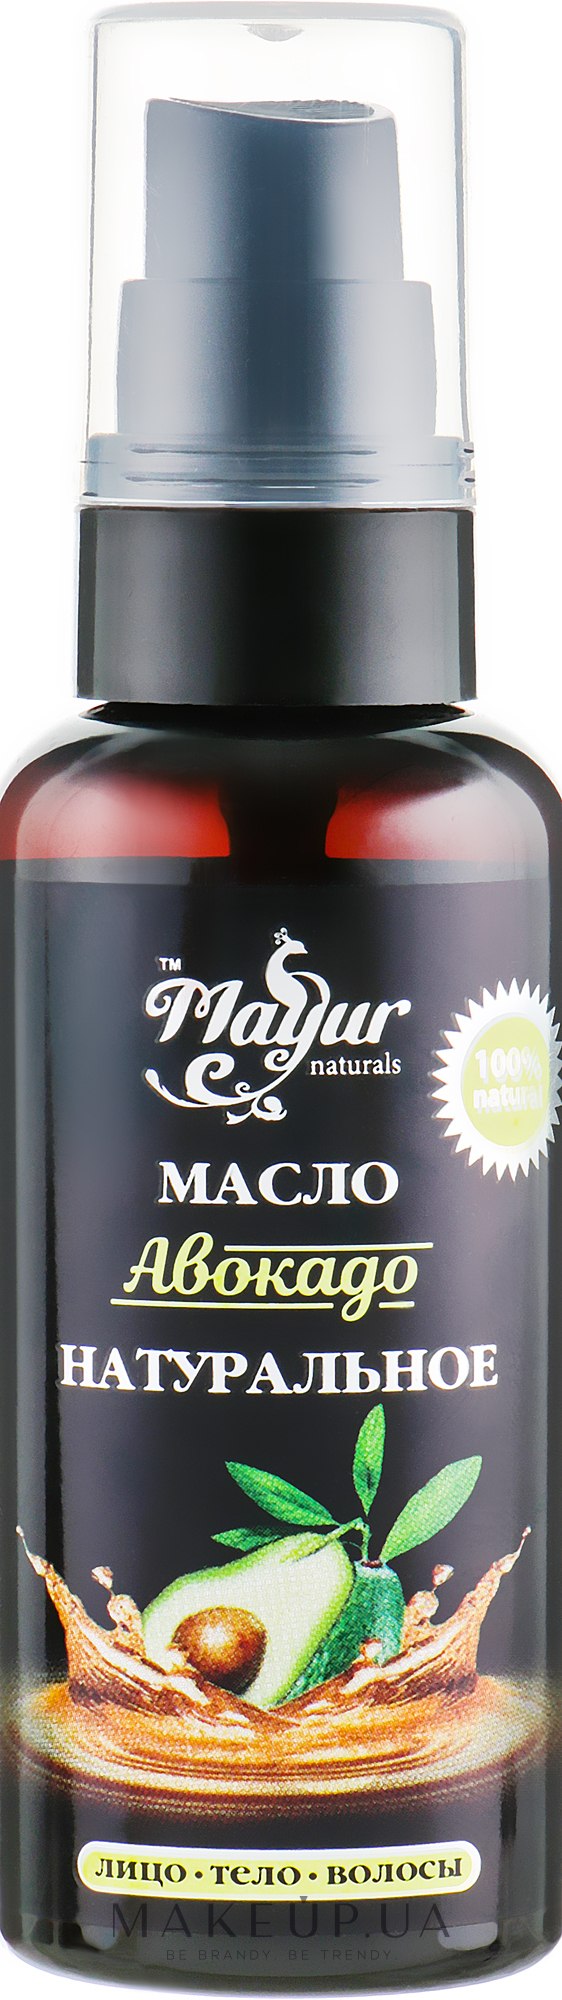 ™
Mayur
naturals
100%
natural
МАСЛО
Авокадо
НАТУРАЛЬНОЕ
ЛИЦО • ТЕЛО • ВОЛОСЫ
MAKEUP.UA
BE BRANDY. BE TRENDY.